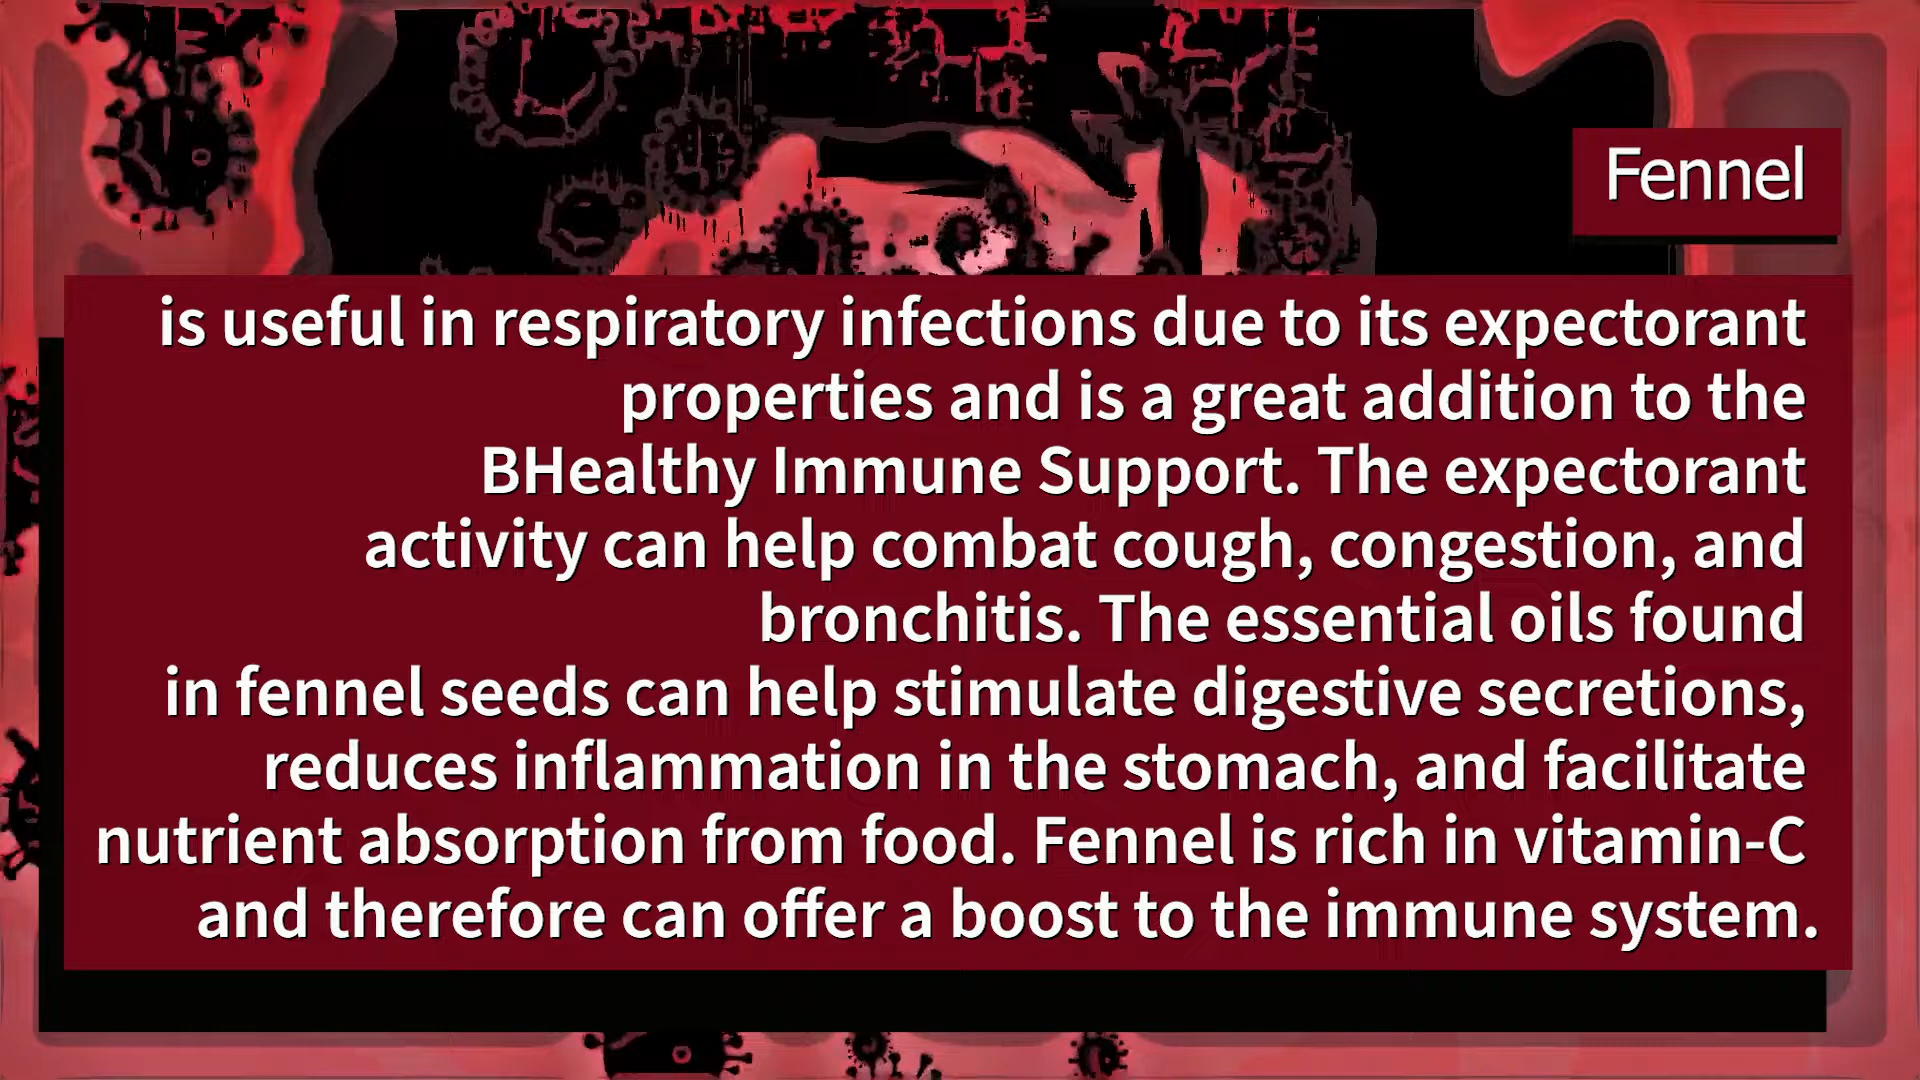 Fennel
is useful in respiratory infections due to its expectorant
properties and is a great addition to the
BHealthy Immune Support. The expectorant
activity can help combat cough, congestion, and
bronchitis. The essential oils found
in fennel seeds can help stimulate digestive secretions,
reduces inflammation in the stomach, and facilitate
nutrient absorption from food. Fennel is rich in vitamin-C
and therefore can offer a boost to the immune system.